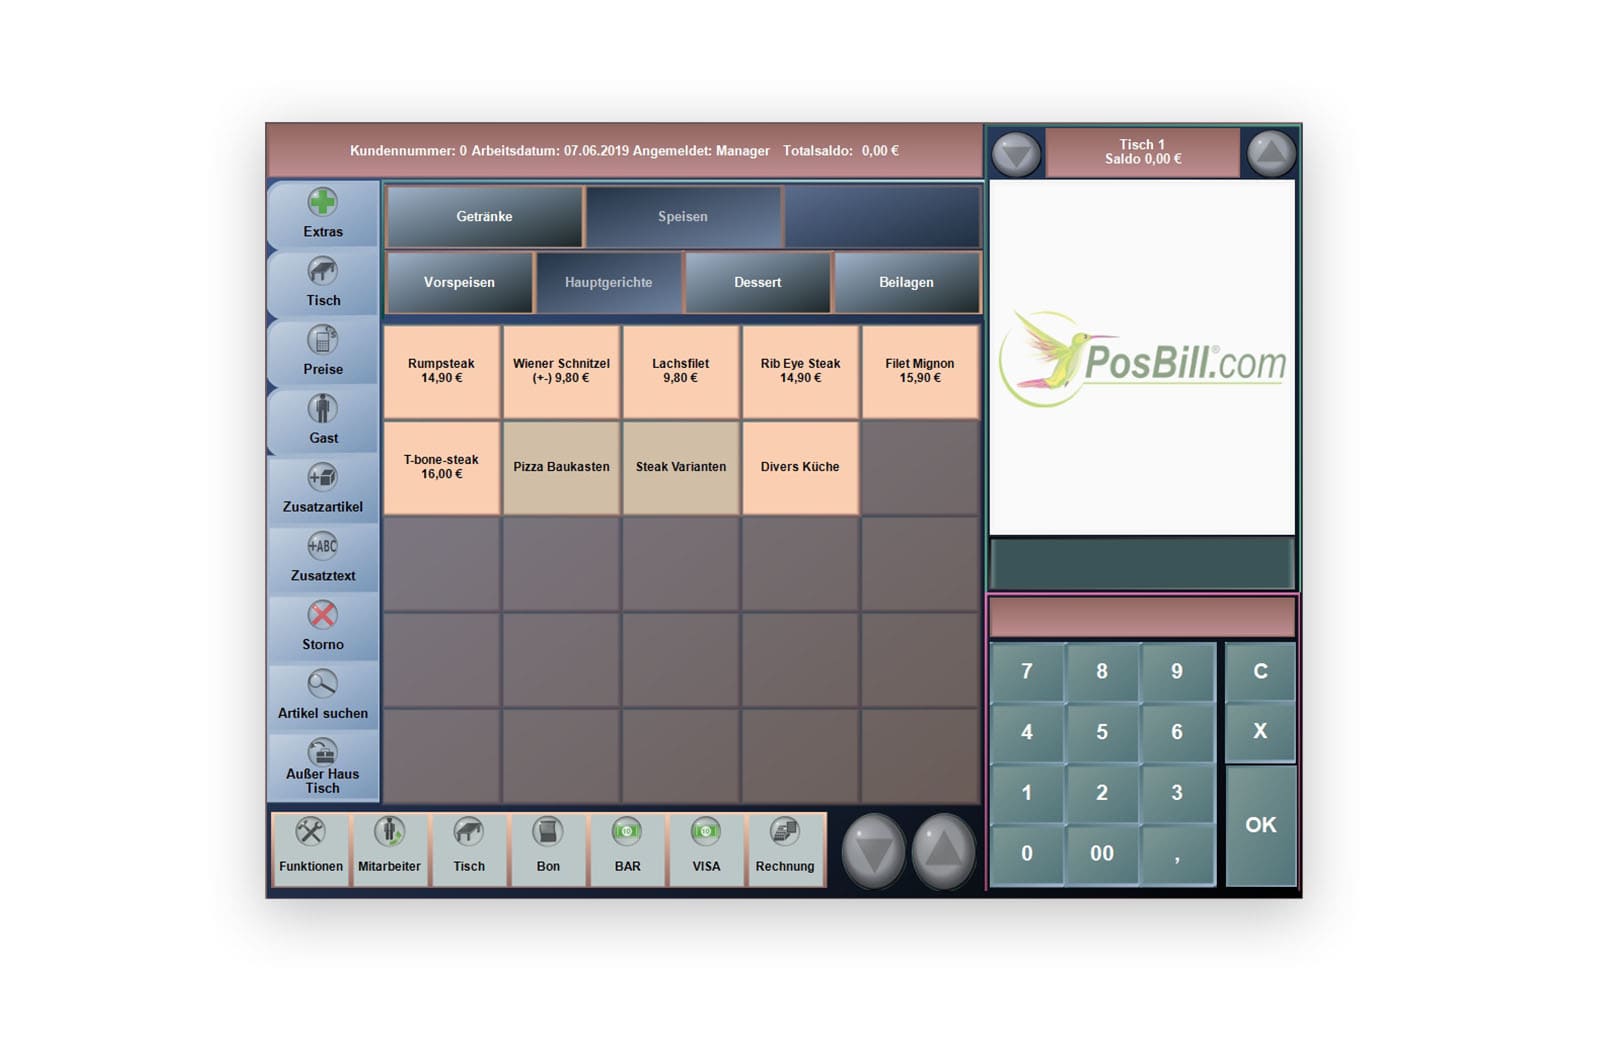 Kundennummer: 0 Arbeitsdatum: 07.06.2019 Angemeldet: Manager Totalsaldo: 0,00 €
Tisch 1
Saldo 0,00 €
Extras
Tisch
Preise
Gast
Zusatzartikel
+ABC
Zusatztext
Storno
Artikel suchen
Außer Haus
Tisch
Getränke
Speisen
Vorspeisen
Hauptgerichte
Dessert
Beilagen
Rumpsteak
14,90 €
Wiener Schnitzel
(+-) 9,80 €
Lachsfilet
9,80 €
Rib Eye Steak
14,90 €
Filet Mignon
15,90 €
T-bone-steak
16,00 €
Pizza Baukasten
Steak Varianten
Divers Küche
PosBill®.com
7 8 9 C
4 5 6 X
1 2 3
0 00 , OK
Funktionen
Mitarbeiter
Tisch
Bon
10
BAR
10
VISA
Rechnung